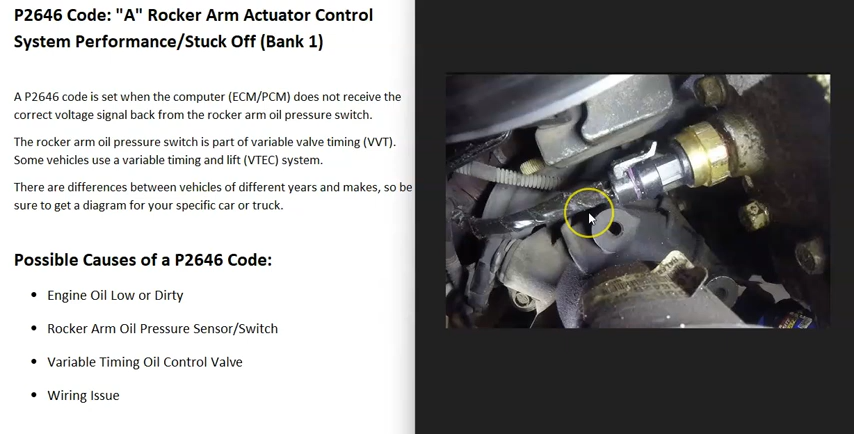 P2646 Code: "A" Rocker Arm Actuator Control
System Performance/Stuck Off (Bank 1)
A P2646 code is set when the computer (ECM/PCM) does not receive the
correct voltage signal back from the rocker arm oil pressure switch.
The rocker arm oil pressure switch is part of variable valve timing (VVT).
Some vehicles use a variable timing and lift (VTEC) system.
There are differences between vehicles of different years and makes, so be
sure to get a diagram for your specific car or truck.
Possible Causes of a P2646 Code:
• Engine Oil Low or Dirty
• Rocker Arm Oil Pressure Sensor/Switch
• Variable Timing Oil Control Valve
• Wiring Issue